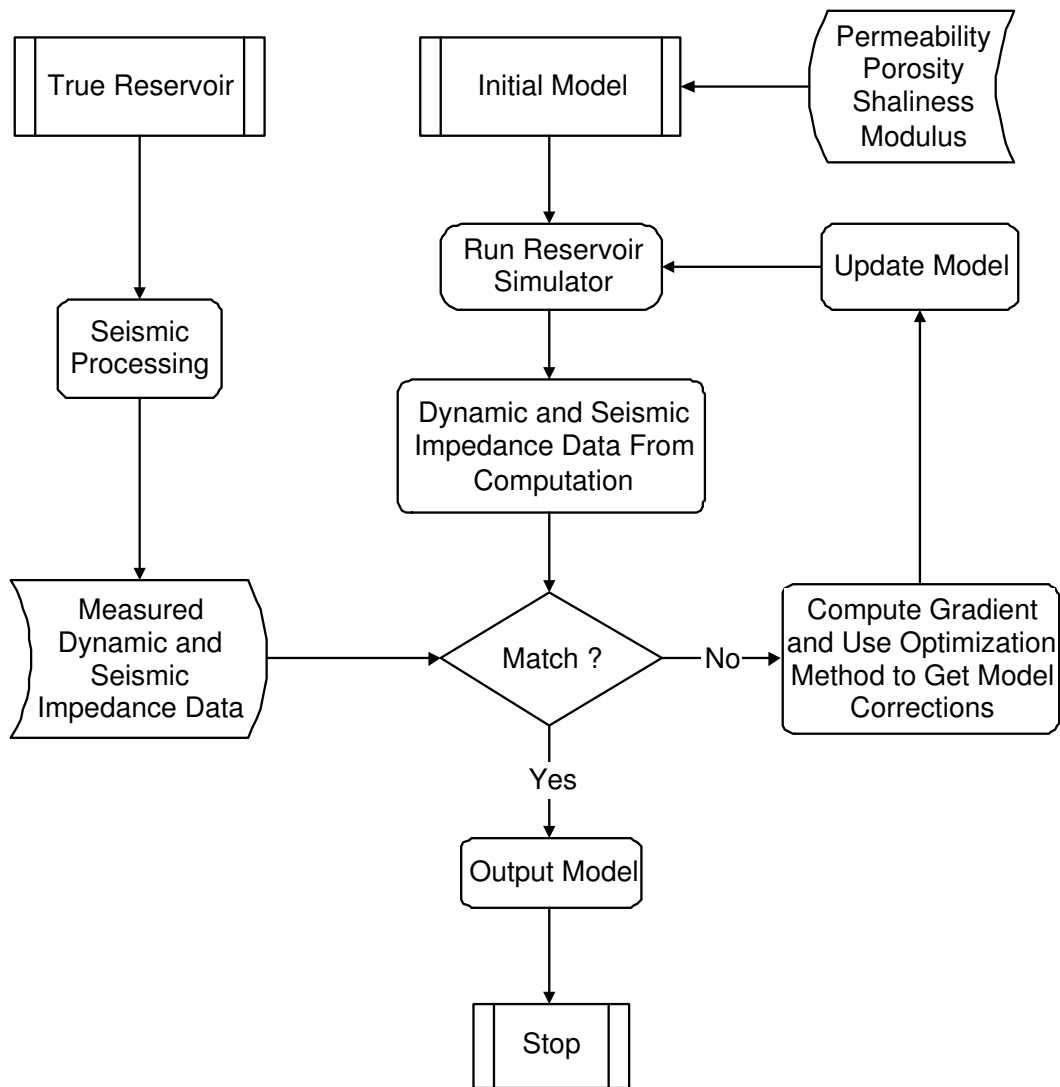 True Reservoir
Initial Model
Permeability
Porosity
Shaliness
Modulus
Run Reservoir
Simulator
Update Model
Seismic
Processing
Dynamic and Seismic
Impedance Data From
Computation
Measured
Dynamic and
Seismic
Impedance Data
Match ?
No
Compute Gradient
and Use Optimization
Method to Get Model
Corrections
Yes
Output Model
Stop